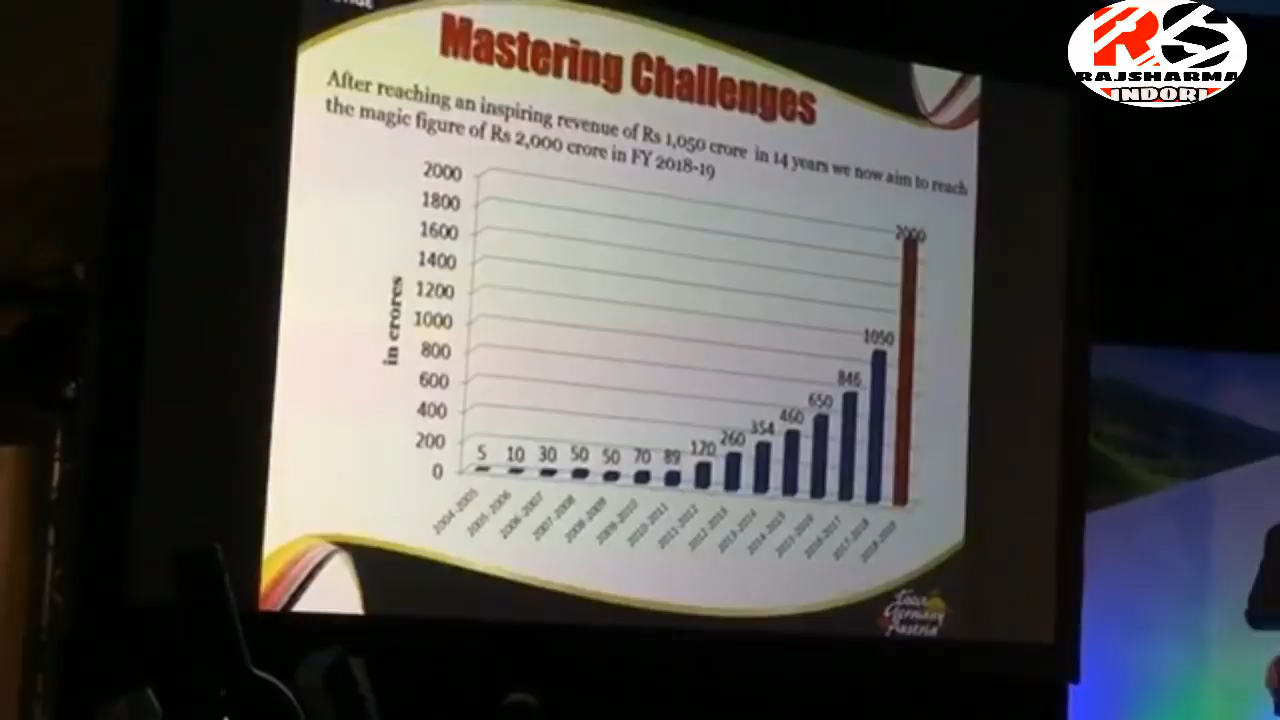 RS
RAJSHARMA
INDORI
Mastering Challenges
After reaching an inspiring revenue of Rs 1,050 crore in 14 years we now aim to reach
the magic figure of Rs 2,000 crore in FY 2018-19
in crores
2000
1800
1600
1400
1200
1000
800
600
400
200
0
5 10 30 50 50 70 89 170 260 354 460 650 846 1050 2000
2004-2005 2005-2006 2006-2007 2007-2008 2008-2009 2009-2010 2010-2011 2011-2012 2012-2013 2013-2014 2014-2015 2015-2016 2016-2017 2017-2018 2018-2019
Germany
Austria